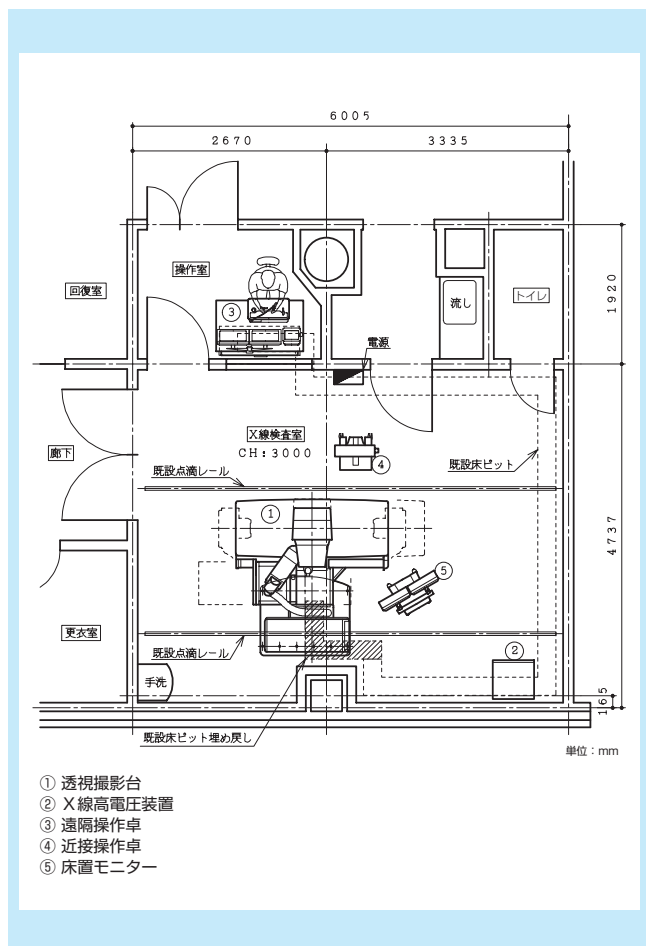 6005
2670
3335
操作室
回復室
③
流し
トイレ
1920
電源
X線検査室
CH:3000
廊下
④
既設点滴レール
既設床ピット
①
4737
⑤
更衣室
既設点滴レール
②
手洗
165
既設床ピット埋め戻し
単位：mm
① 透視撮影台
② X線高電圧装置
③ 遠隔操作卓
④ 近接操作卓
⑤ 床置モニター